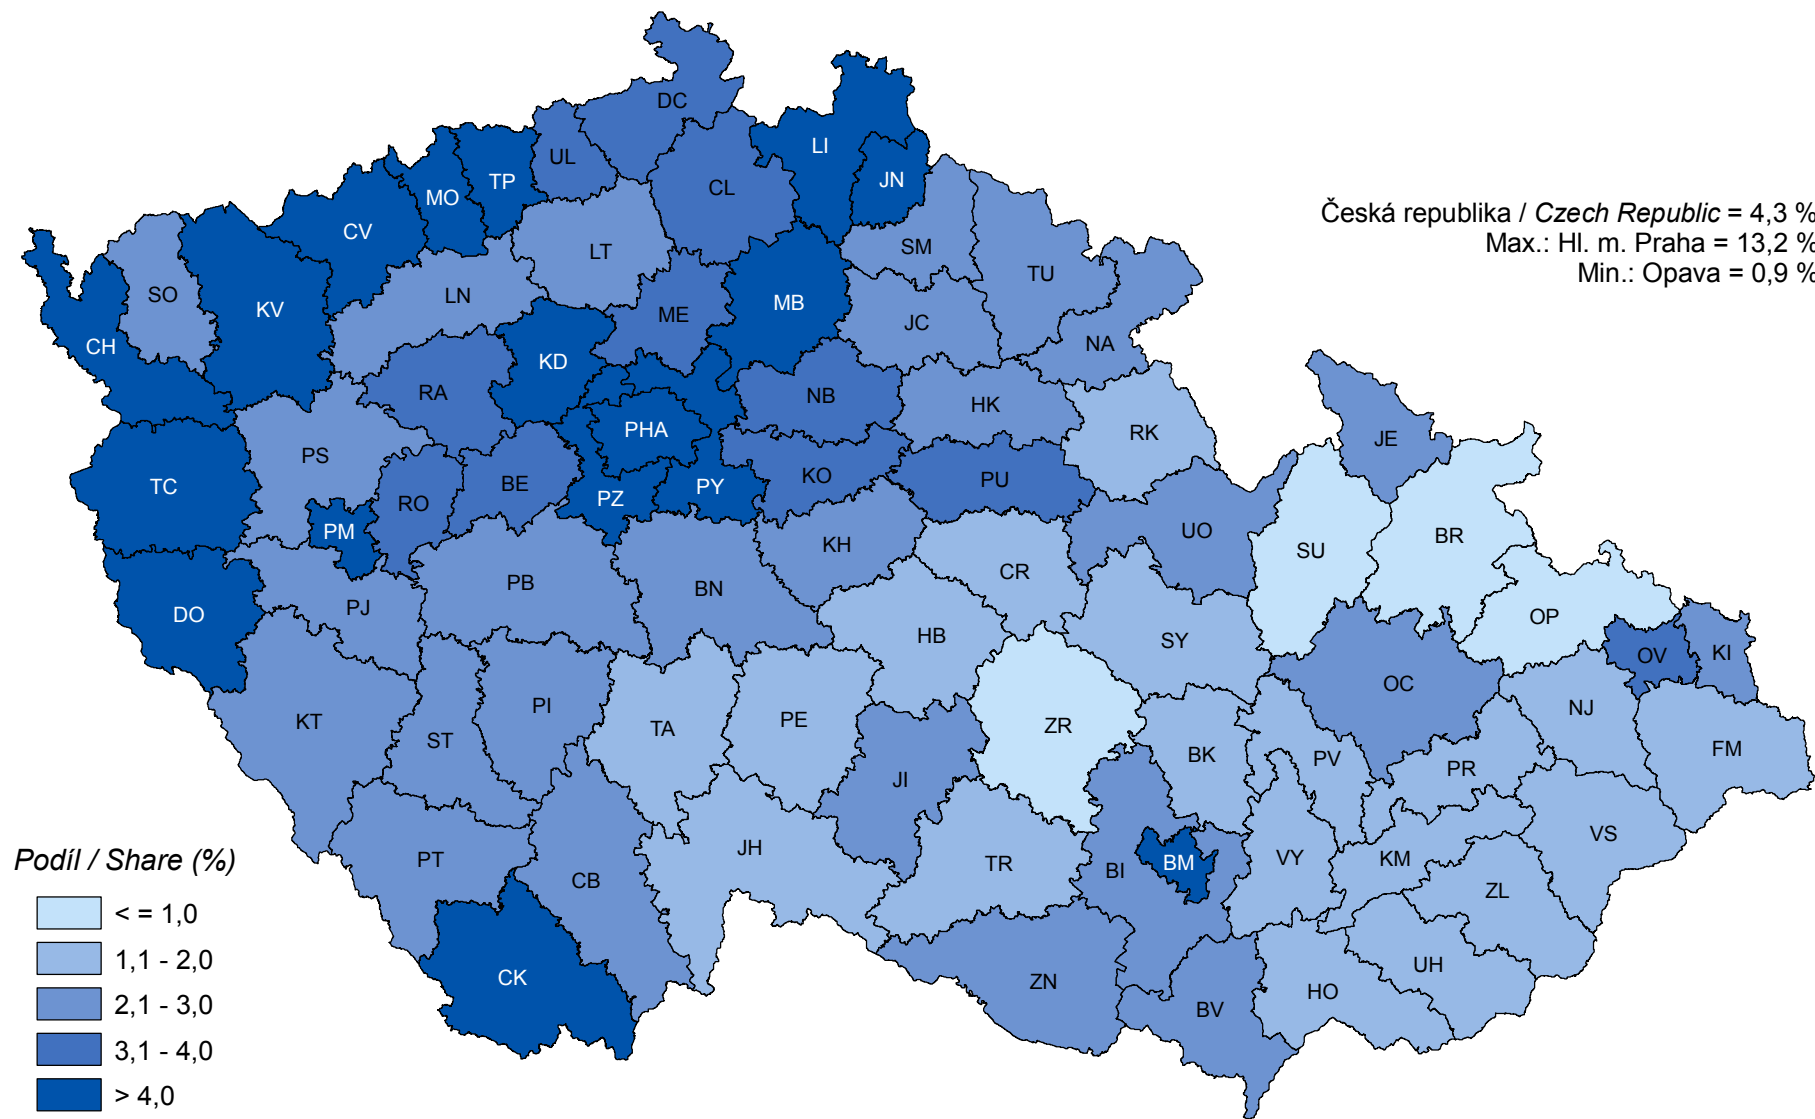 DC
LI
UL
TP
JN
MO
CL
CV
Česká republika / Czech Republic = 4,3 %
Max.: Hl. m. Praha = 13,2 %
Min.: Opava = 0,9 %
LT
SM
TU
SO
LN
KV
MB
ME
JC
CH
NA
KD
RA
NB
HK
PHA
RK
JE
PS
TC
BE
KO
PU
PY
PZ
RO
PM
UO
BR
KH
SU
CR
PB
BN
PJ
DO
OP
HB
SY
OV
KI
OC
PI
KT
TA
PE
ZR
NJ
ST
BK
PV
FM
PR
JI
VS
Podíl / Share (%)
PT
JH
TR
BI
BM
VY
KM
CB
ZL
< = 1,0
1,1 - 2,0
CK
ZN
UH
HO
2,1 - 3,0
BV
3,1 - 4,0
> 4,0